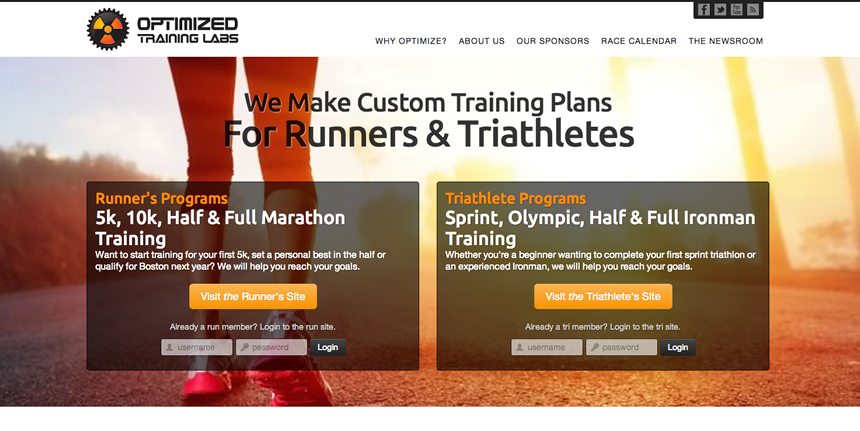 OPTIMIZED
TRAINING LABS
You
Tube
WHY OPTIMIZE? ABOUT US OUR SPONSORS RACE CALENDAR THE NEWSROOM
We Make Custom Training Plans
For Runners & Triathletes
Runner's Programs
5k, 10k, Half & Full Marathon
Training
Want to start training for your first 5k, set a personal best in the half or
qualify for Boston next year? We will help you reach your goals.
Visit the Runner's Site
Already a run member? Login to the run site.
username password Login
Triathlete Programs
Sprint, Olympic, Half & Full Ironman
Training
Whether you're a beginner wanting to complete your first sprint triathlon or
an experienced Ironman, we will help you reach your goals.
Visit the Triathlete's Site
Already a tri member? Login to the tri site.
username password Login